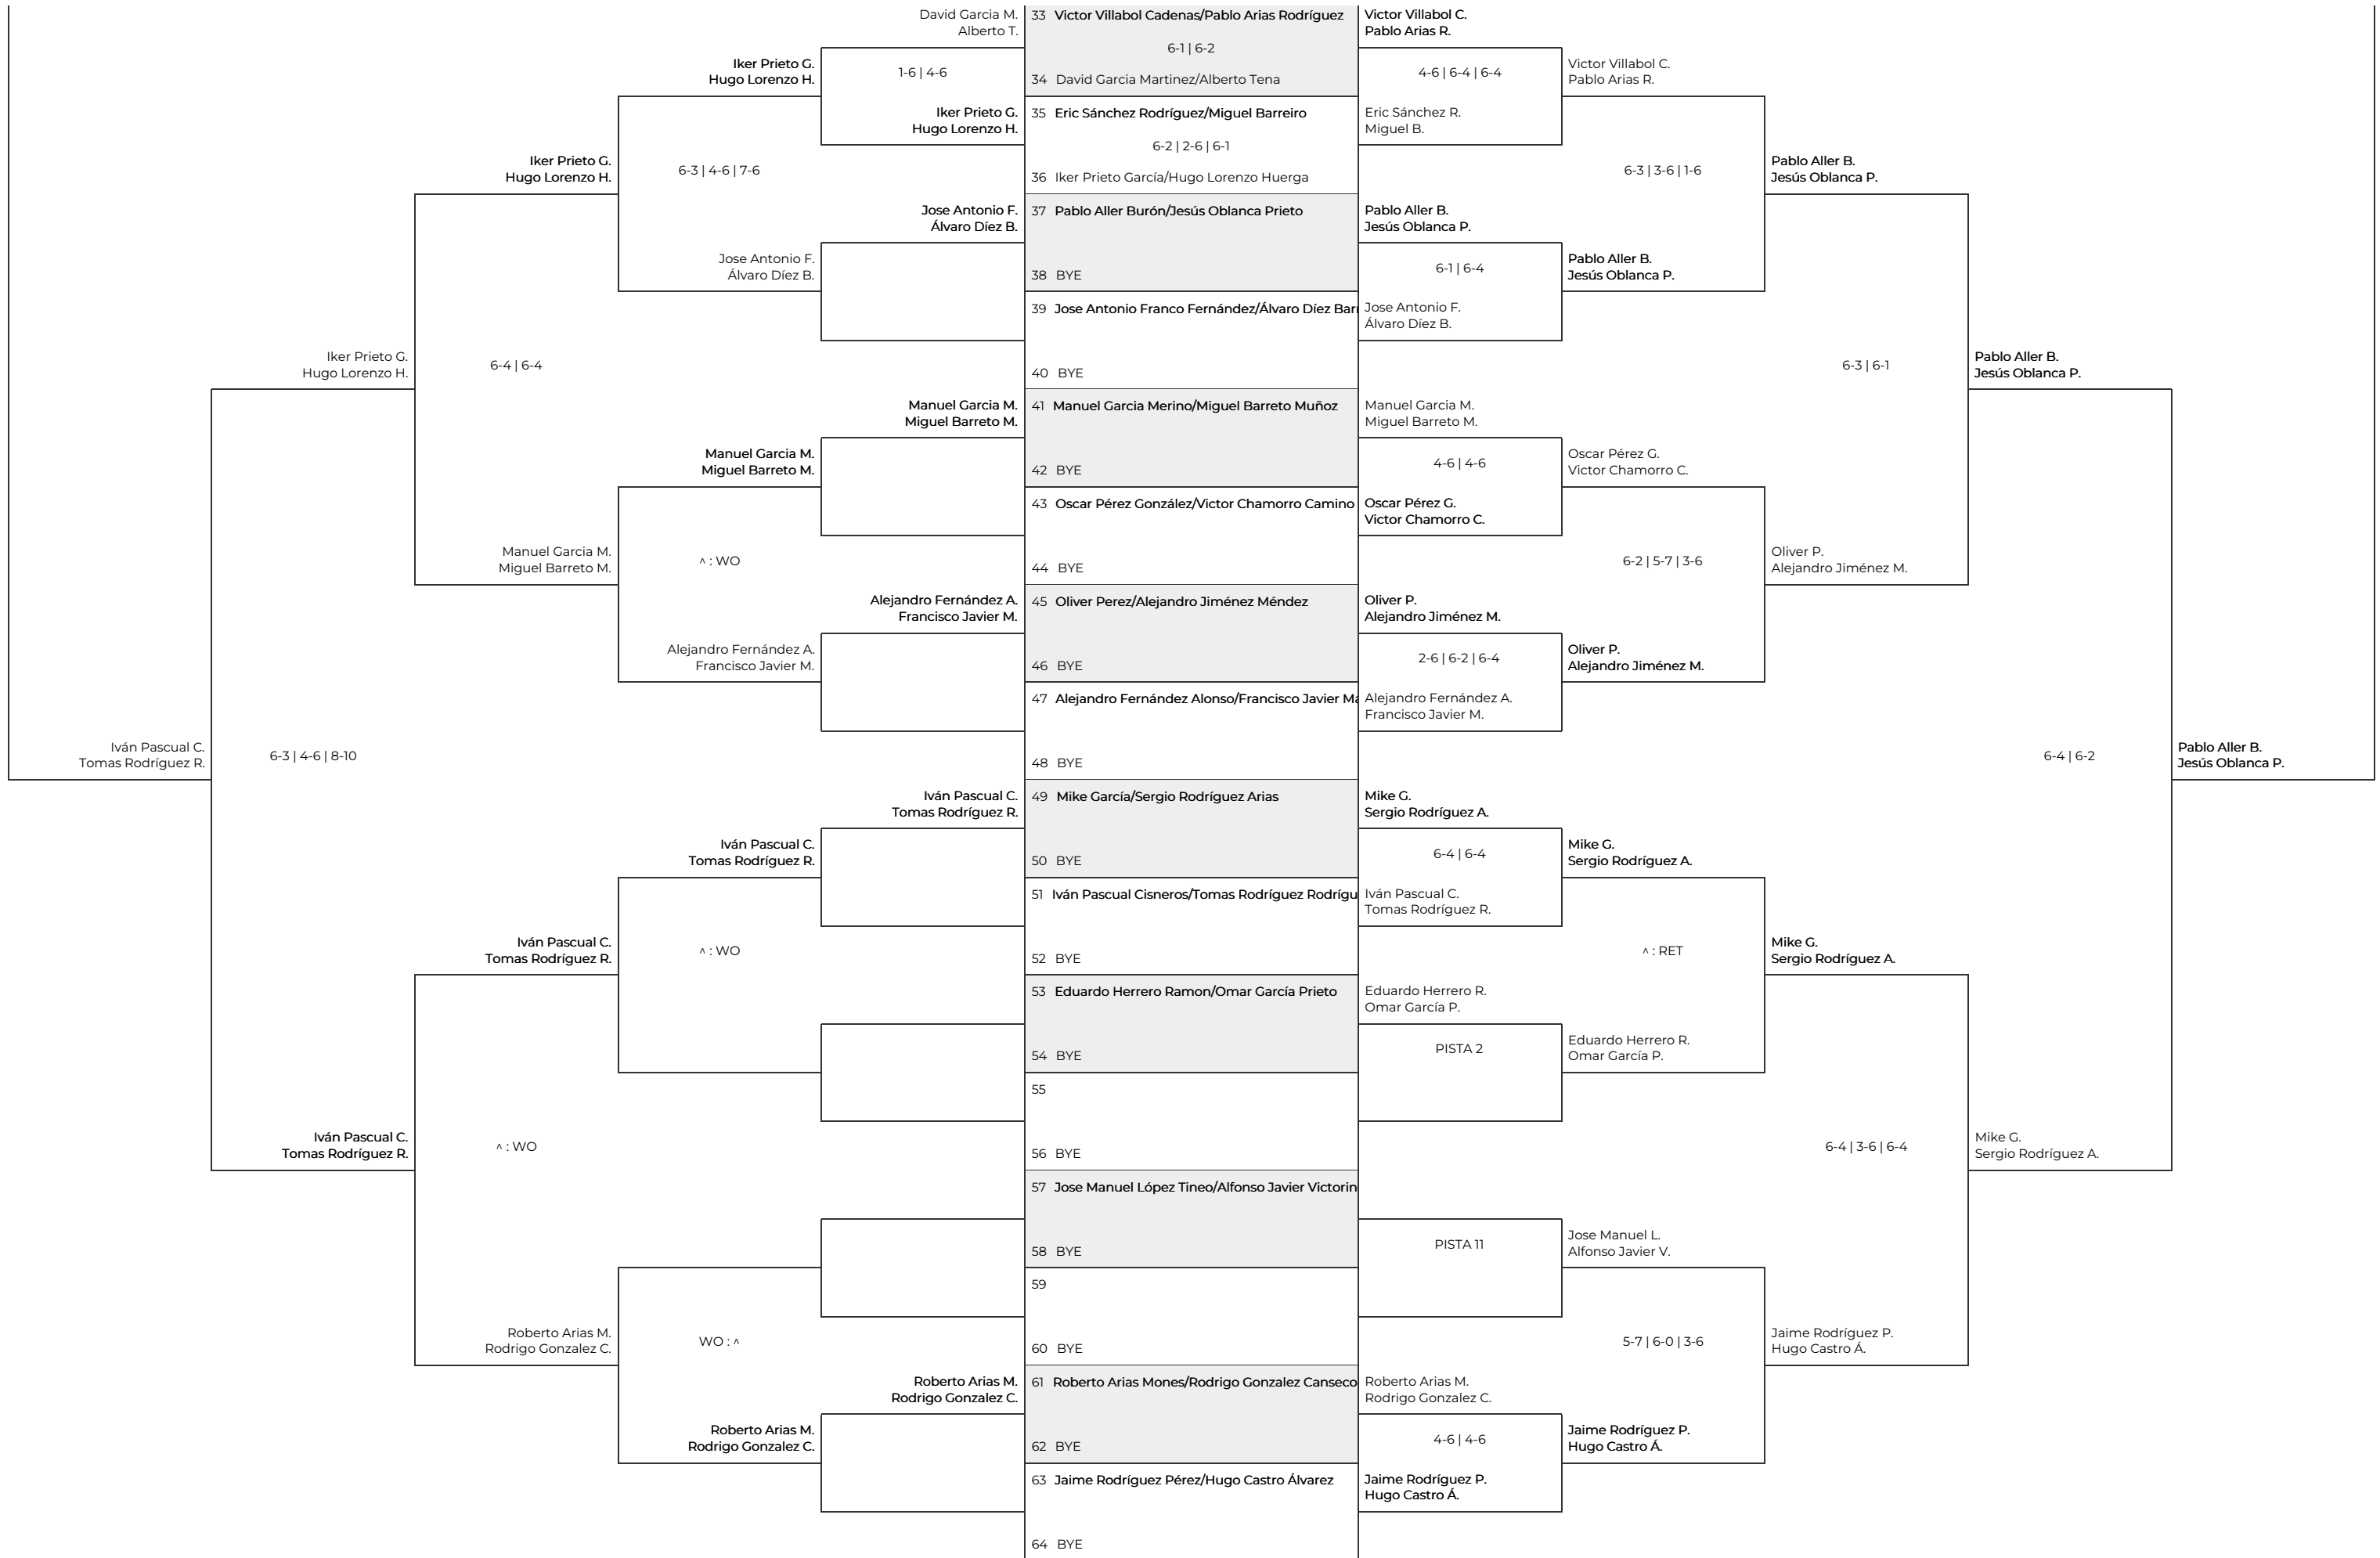 David Garcia M.
Alberto T.
1-6 | 4-6
Iker Prieto G.
Hugo Lorenzo H.
Iker Prieto G.
Hugo Lorenzo H.
6-3 | 4-6 | 7-6
Iker Prieto G.
Hugo Lorenzo H.
Jose Antonio F.
Álvaro Díez B.
Jose Antonio F.
Álvaro Díez B.
Iker Prieto G.
Hugo Lorenzo H.
6-4 | 6-4
Manuel Garcia M.
Miguel Barreto M.
Manuel Garcia M.
Miguel Barreto M.
Manuel Garcia M.
Miguel Barreto M.
^ : WO
Alejandro Fernández A.
Francisco Javier M.
Alejandro Fernández A.
Francisco Javier M.
Iván Pascual C.
Tomas Rodríguez R.
6-3 | 4-6 | 8-10
Iván Pascual C.
Tomas Rodríguez R.
Iván Pascual C.
Tomas Rodríguez R.
Iván Pascual C.
Tomas Rodríguez R.
^ : WO
Iván Pascual C.
Tomas Rodríguez R.
^ : WO
Roberto Arias M.
Rodrigo Gonzalez C.
WO : ^
Roberto Arias M.
Rodrigo Gonzalez C.
Roberto Arias M.
Rodrigo Gonzalez C.
33 Victor Villabol Cadenas/Pablo Arias Rodríguez
6-1 | 6-2
34 David Garcia Martinez/Alberto Tena
35 Eric Sánchez Rodríguez/Miguel Barreiro
6-2 | 2-6 | 6-1
36 Iker Prieto García/Hugo Lorenzo Huerga
37 Pablo Aller Burón/Jesús Oblanca Prieto
38 BYE
39 Jose Antonio Franco Fernández/Álvaro Díez Barr
40 BYE
41 Manuel Garcia Merino/Miguel Barreto Muñoz
42 BYE
43 Oscar Pérez González/Victor Chamorro Camino
44 BYE
45 Oliver Perez/Alejandro Jiménez Méndez
46 BYE
47 Alejandro Fernández Alonso/Francisco Javier Ma
48 BYE
49 Mike García/Sergio Rodríguez Arias
50 BYE
51 Iván Pascual Cisneros/Tomas Rodríguez Rodrígu
52 BYE
53 Eduardo Herrero Ramon/Omar García Prieto
54 BYE
55
56 BYE
57 Jose Manuel López Tineo/Alfonso Javier Victorin
58 BYE
59
60 BYE
61 Roberto Arias Mones/Rodrigo Gonzalez Canseco
62 BYE
63 Jaime Rodríguez Pérez/Hugo Castro Álvarez
64 BYE
Victor Villabol C.
Pablo Arias R.
4-6 | 6-4 | 6-4
Victor Villabol C.
Pablo Arias R.
Eric Sánchez R.
Miguel B.
6-3 | 3-6 | 1-6
Pablo Aller B.
Jesús Oblanca P.
Pablo Aller B.
Jesús Oblanca P.
6-1 | 6-4
Pablo Aller B.
Jesús Oblanca P.
Jose Antonio F.
Álvaro Díez B.
6-3 | 6-1
Pablo Aller B.
Jesús Oblanca P.
Manuel Garcia M.
Miguel Barreto M.
4-6 | 4-6
Oscar Pérez G.
Victor Chamorro C.
Oscar Pérez G.
Victor Chamorro C.
6-2 | 5-7 | 3-6
Oliver P.
Alejandro Jiménez M.
Oliver P.
Alejandro Jiménez M.
2-6 | 6-2 | 6-4
Oliver P.
Alejandro Jiménez M.
Alejandro Fernández A.
Francisco Javier M.
6-4 | 6-2
Pablo Aller B.
Jesús Oblanca P.
Mike G.
Sergio Rodríguez A.
6-4 | 6-4
Mike G.
Sergio Rodríguez A.
Iván Pascual C.
Tomas Rodríguez R.
^ : RET
Mike G.
Sergio Rodríguez A.
Eduardo Herrero R.
Omar García P.
PISTA 2
Eduardo Herrero R.
Omar García P.
6-4 | 3-6 | 6-4
Mike G.
Sergio Rodríguez A.
PISTA 11
Jose Manuel L.
Alfonso Javier V.
5-7 | 6-0 | 3-6
Jaime Rodríguez P.
Hugo Castro Á.
Roberto Arias M.
Rodrigo Gonzalez C.
4-6 | 4-6
Jaime Rodríguez P.
Hugo Castro Á.
Jaime Rodríguez P.
Hugo Castro Á.